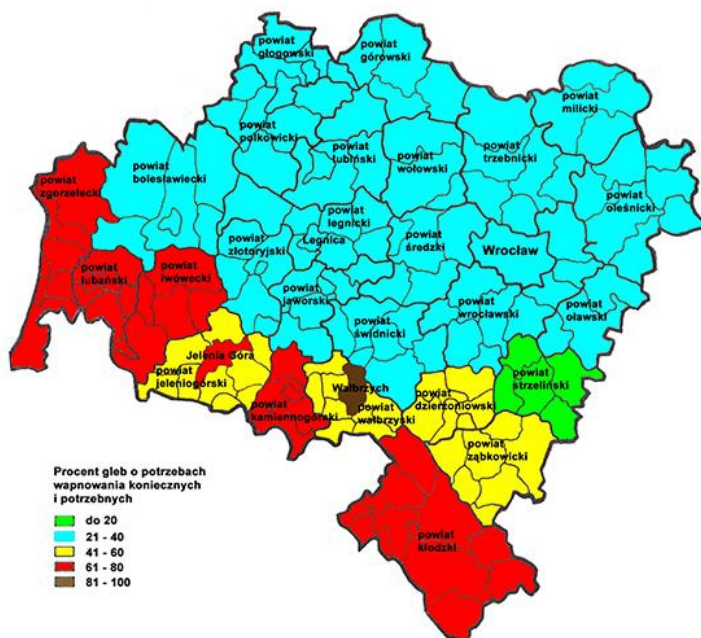 powiat
głogowski
powiat
górowski
powiat
milicki
powiat
polkowicki
powiat
lubiński
powiat
wołowski
powiat
trzebnicki
powiat
zgorzelecki
powiat
bolesławiecki
powiat
oleśnicki
powiat
legnicki
Legnica
powiat
złotoryjski
powiat
średzki
Wrocław
powiat
lubański
powiat
lwówecki
powiat
jaworski
powiat
świdnicki
powiat
wrocławski
powiat
oławski
Jelenia Góra
powiat
jeleniogórski
Wałbrzych
powiat
strzeliński
powiat
kamiennogórski
powiat
wałbrzyski
powiat
dzierżoniowski
powiat
ząbkowicki
powiat
kłodzki
Procent gleb o potrzebach
wapnowania koniecznych
i potrzebnych
do 20
21 - 40
41 - 60
61 - 80
81 - 100